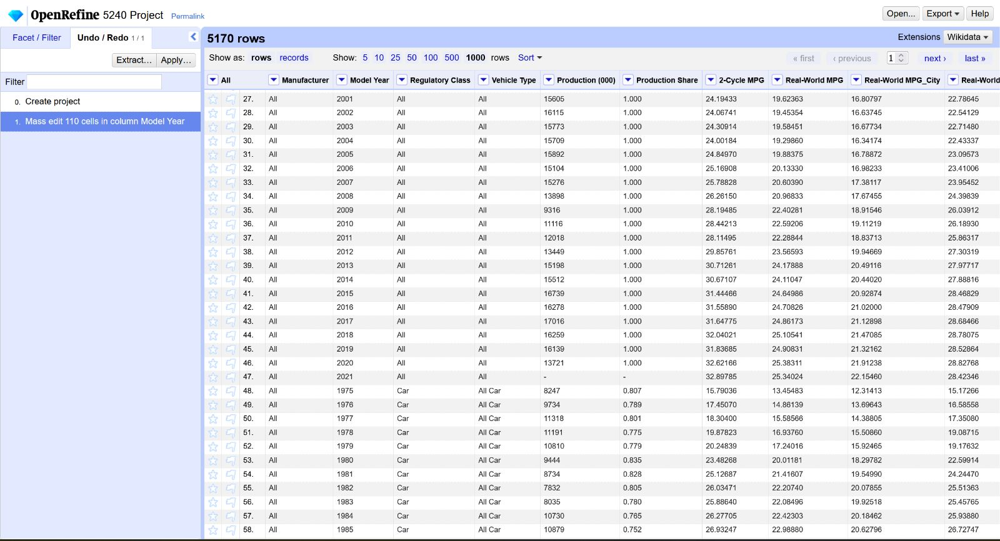 OpenRefine 5240 Project Permalink Open... Export Help
Facet / Filter Undo / Redo 1 / 1 5170 rows Extensions Wikidata
Extract... Apply... Show as: rows records Show: 5 10 25 50 100 500 1000 rows Sort « first ‹ previous 1 next › last »
Filter All Manufacturer Model Year Regulatory Class Vehicle Type Production (000) Production Share 2-Cycle MPG Real-World MPG Real-World MPG_City Real-World
0. Create project
1. Mass edit 110 cells in column Model Year
27. All 2001 All All 15605 1.000 24.19433 19.62363 16.80797 22.78645
28. All 2002 All All 16115 1.000 24.06741 19.45354 16.63745 22.54129
29. All 2003 All All 15773 1.000 24.30914 19.58451 16.67734 22.71480
30. All 2004 All All 15709 1.000 24.00184 19.29860 16.34174 22.43337
31. All 2005 All All 15892 1.000 24.84970 19.88375 16.78872 23.09573
32. All 2006 All All 15104 1.000 25.16908 20.13330 16.98233 23.41006
33. All 2007 All All 15276 1.000 25.78828 20.60390 17.38117 23.95452
34. All 2008 All All 13898 1.000 26.26150 20.96833 17.67455 24.39839
35. All 2009 All All 9316 1.000 28.19485 22.40281 18.91546 26.03912
36. All 2010 All All 11116 1.000 28.44213 22.59206 19.11219 26.18930
37. All 2011 All All 12018 1.000 28.11495 22.28844 18.83713 25.86317
38. All 2012 All All 13449 1.000 29.85761 23.56593 19.94669 27.30319
39. All 2013 All All 15198 1.000 30.71261 24.17888 20.49116 27.97717
40. All 2014 All All 15512 1.000 30.67107 24.11047 20.44020 27.88816
41. All 2015 All All 16739 1.000 31.44466 24.64986 20.92874 28.46829
42. All 2016 All All 16278 1.000 31.55890 24.70826 21.02000 28.47909
43. All 2017 All All 17016 1.000 31.64775 24.86173 21.12898 28.68466
44. All 2018 All All 16259 1.000 32.04021 25.10541 21.47085 28.78075
45. All 2019 All All 16139 1.000 31.83685 24.90831 21.32162 28.52864
46. All 2020 All All 13721 1.000 32.62166 25.38311 21.91238 28.82768
47. All 2021 All All - - 32.89785 25.34024 22.15460 28.42346
48. All 1975 Car All Car 8247 0.807 15.79036 13.45483 12.31413 15.17266
49. All 1976 Car All Car 9734 0.789 17.45070 14.86139 13.69643 16.58558
50. All 1977 Car All Car 11318 0.801 18.30400 15.58566 14.38805 17.35080
51. All 1978 Car All Car 11191 0.775 19.87823 16.93760 15.50860 19.08715
52. All 1979 Car All Car 10810 0.779 20.24839 17.24016 15.92465 19.17632
53. All 1980 Car All Car 9444 0.835 23.48268 20.01181 18.29782 22.59914
54. All 1981 Car All Car 8734 0.828 25.12687 21.41607 19.54990 24.24470
55. All 1982 Car All Car 7832 0.805 26.03471 22.20740 20.07855 25.51363
56. All 1983 Car All Car 8035 0.780 25.88640 22.08496 19.92518 25.45765
57. All 1984 Car All Car 10730 0.765 26.27705 22.42303 20.18462 25.93880
58. All 1985 Car All Car 10879 0.752 26.93247 22.98880 20.62796 26.72747